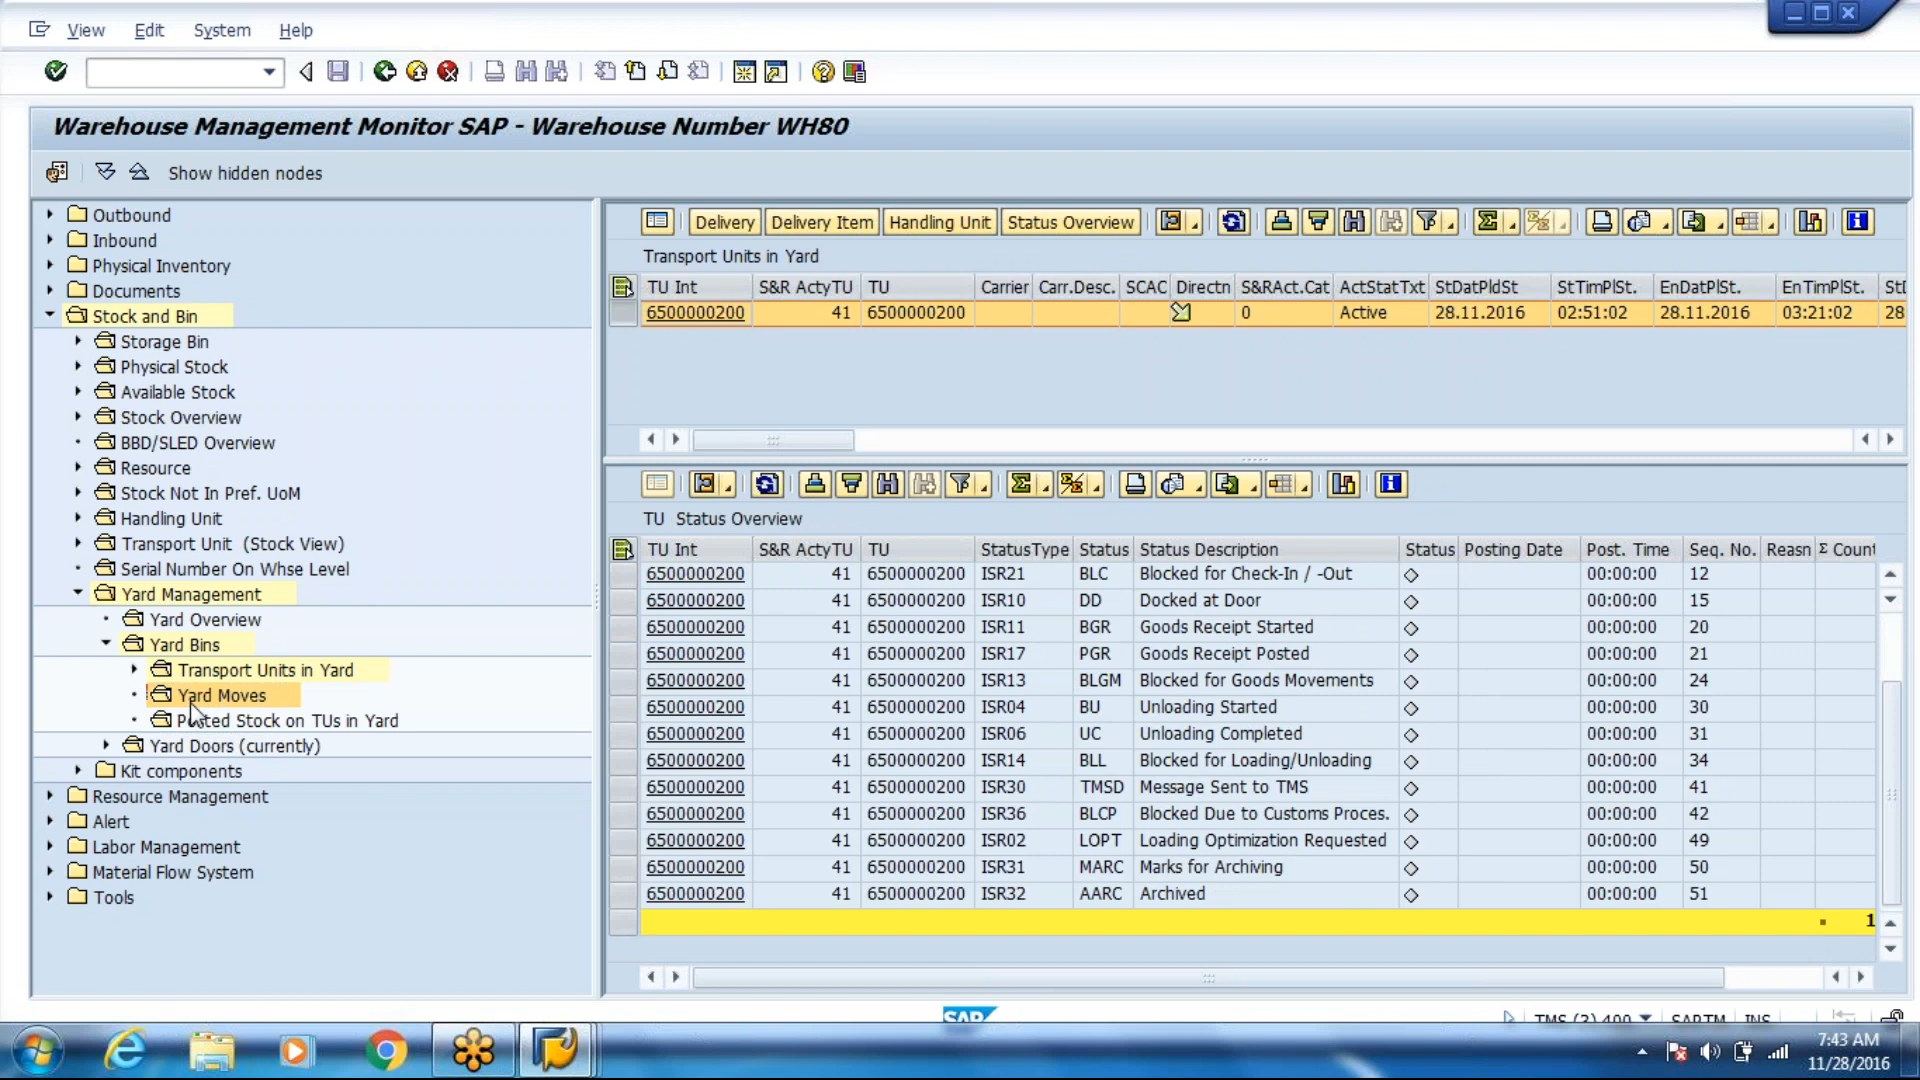 View Edit System Help
Warehouse Management Monitor SAP - Warehouse Number WH80
Show hidden nodes
Outbound
Inbound
Physical Inventory
Documents
Stock and Bin
Storage Bin
Physical Stock
Available Stock
Stock Overview
BBD/SLED Overview
Resource
Stock Not In Pref. UoM
Handling Unit
Transport Unit (Stock View)
Serial Number On Whse Level
Yard Management
Yard Overview
Yard Bins
Transport Units in Yard
Yard Moves
Posted Stock on TUs in Yard
Yard Doors (currently)
Kit components
Resource Management
Alert
Labor Management
Material Flow System
Tools
Delivery Delivery Item Handling Unit Status Overview
Transport Units in Yard
TU Int S&R ActyTU TU Carrier Carr.Desc. SCAC Directn S&RAct.Cat ActStatTxt StDatPldSt StTimPlSt. EnDatPlSt. EnTimPlSt. StD
6500000200 41 6500000200 0 Active 28.11.2016 02:51:02 28.11.2016 03:21:02 28
TU Status Overview
TU Int S&R ActyTU TU StatusType Status Status Description Status Posting Date Post. Time Seq. No. Reasn Σ Count
6500000200 41 6500000200 ISR21 BLC Blocked for Check-In / -Out 00:00:00 12
6500000200 41 6500000200 ISR10 DD Docked at Door 00:00:00 15
6500000200 41 6500000200 ISR11 BGR Goods Receipt Started 00:00:00 20
6500000200 41 6500000200 ISR17 PGR Goods Receipt Posted 00:00:00 21
6500000200 41 6500000200 ISR13 BLGM Blocked for Goods Movements 00:00:00 24
6500000200 41 6500000200 ISR04 BU Unloading Started 00:00:00 30
6500000200 41 6500000200 ISR06 UC Unloading Completed 00:00:00 31
6500000200 41 6500000200 ISR14 BLL Blocked for Loading/Unloading 00:00:00 34
6500000200 41 6500000200 ISR30 TMSD Message Sent to TMS 00:00:00 41
6500000200 41 6500000200 ISR36 BLCP Blocked Due to Customs Proces. 00:00:00 42
6500000200 41 6500000200 ISR02 LOPT Loading Optimization Requested 00:00:00 49
6500000200 41 6500000200 ISR31 MARC Marks for Archiving 00:00:00 50
6500000200 41 6500000200 ISR32 AARC Archived 00:00:00 51
1
SAP
TMS (3) 400 SAPTM INS
7:43 AM
11/28/2016